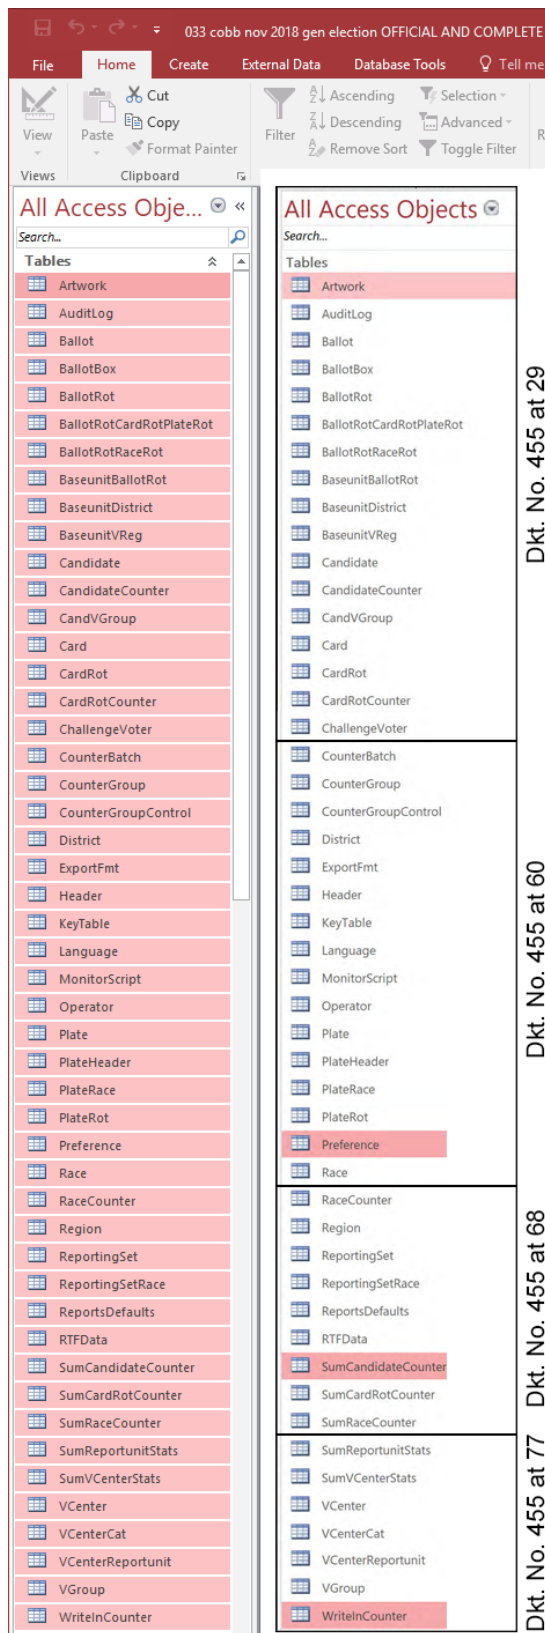 033 cobb nov 2018 gen election OFFICIAL AND COMPLETE
File Home Create External Data Database Tools Tell me
View
Paste
Cut
Copy
Format Painter
Filter
Ascending
Descending
Remove Sort
Selection
Advanced
Toggle Filter
R
Views
Clipboard
All Access Obje...
Search...
Tables
Artwork
AuditLog
Ballot
BallotBox
BallotRot
BallotRotCardRotPlateRot
BallotRotRaceRot
BaseunitBallotRot
BaseunitDistrict
BaseunitVReg
Candidate
CandidateCounter
CandVGroup
Card
CardRot
CardRotCounter
ChallengeVoter
CounterBatch
CounterGroup
CounterGroupControl
District
ExportFmt
Header
KeyTable
Language
MonitorScript
Operator
Plate
PlateHeader
PlateRace
PlateRot
Preference
Race
RaceCounter
Region
ReportingSet
ReportingSetRace
ReportsDefaults
RTFData
SumCandidateCounter
SumCardRotCounter
SumRaceCounter
SumReportunitStats
SumVCenterStats
VCenter
VCenterCat
VCenterReportunit
VGroup
WriteInCounter
All Access Objects
Search...
Tables
Artwork
AuditLog
Ballot
BallotBox
BallotRot
BallotRotCardRotPlateRot
BallotRotRaceRot
BaseunitBallotRot
BaseunitDistrict
BaseunitVReg
Candidate
CandidateCounter
CandVGroup
Card
CardRot
CardRotCounter
ChallengeVoter
CounterBatch
CounterGroup
CounterGroupControl
District
ExportFmt
Header
KeyTable
Language
MonitorScript
Operator
Plate
PlateHeader
PlateRace
PlateRot
Preference
Race
RaceCounter
Region
ReportingSet
ReportingSetRace
ReportsDefaults
RTFData
SumCandidateCounter
SumCardRotCounter
SumRaceCounter
SumReportunitStats
SumVCenterStats
VCenter
VCenterCat
VCenterReportunit
VGroup
WriteInCounter
Dkt. No. 455 at 29
Dkt. No. 455 at 60
Dkt. No. 455 at 68
Dkt. No. 455 at 77